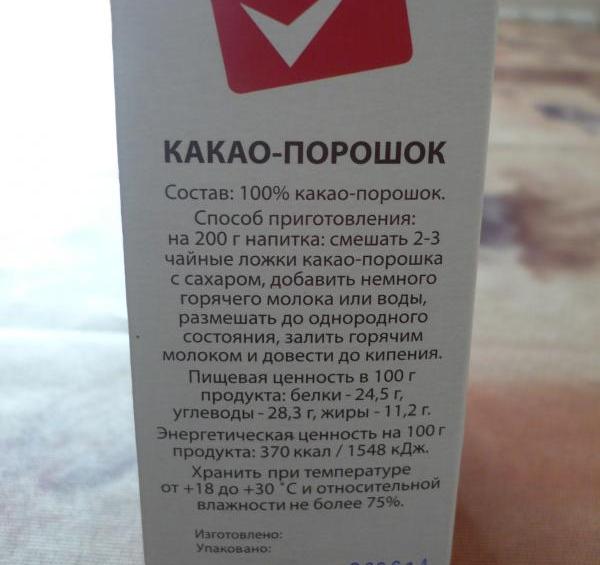 КАКАО-ПОРОШОК
Состав: 100% какао-порошок.
Способ приготовления:
на 200 г напитка: смешать 2-3
чайные ложки какао-порошка
с сахаром, добавить немного
горячего молока или воды,
размешать до однородного
состояния, залить горячим
молоком и довести до кипения.
Пищевая ценность в 100 г
продукта: белки - 24,5 г,
углеводы - 28,3 г, жиры - 11,2 г.
Энергетическая ценность на 100 г
продукта: 370 ккал / 1548 кДж.
Хранить при температуре
от +18 до +30 °С и относительной
влажности не более 75%.
Изготовлено:
Упаковано: